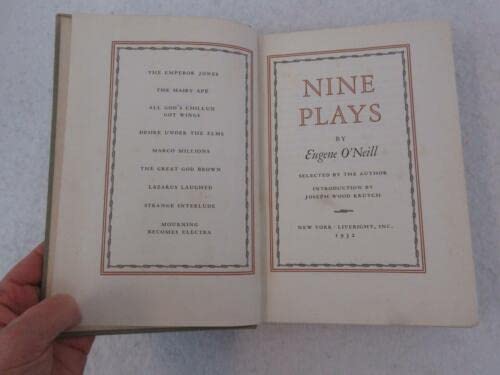 THE EMPEROR JONES
THE HAIRY APE
ALL GOD'S CHILLUN
GOT WINGS
DESIRE UNDER THE ELMS
MARCO MILLIONS
THE GREAT GOD BROWN
LAZARUS LAUGHED
STRANGE INTERLUDE
MOURNING
BECOMES ELECTRA
NINE
PLAYS
BY
Eugene O'Neill
SELECTED BY THE AUTHOR
INTRODUCTION BY
JOSEPH WOOD KRUTCH
NEW YORK · LIVERIGHT, INC.
1932